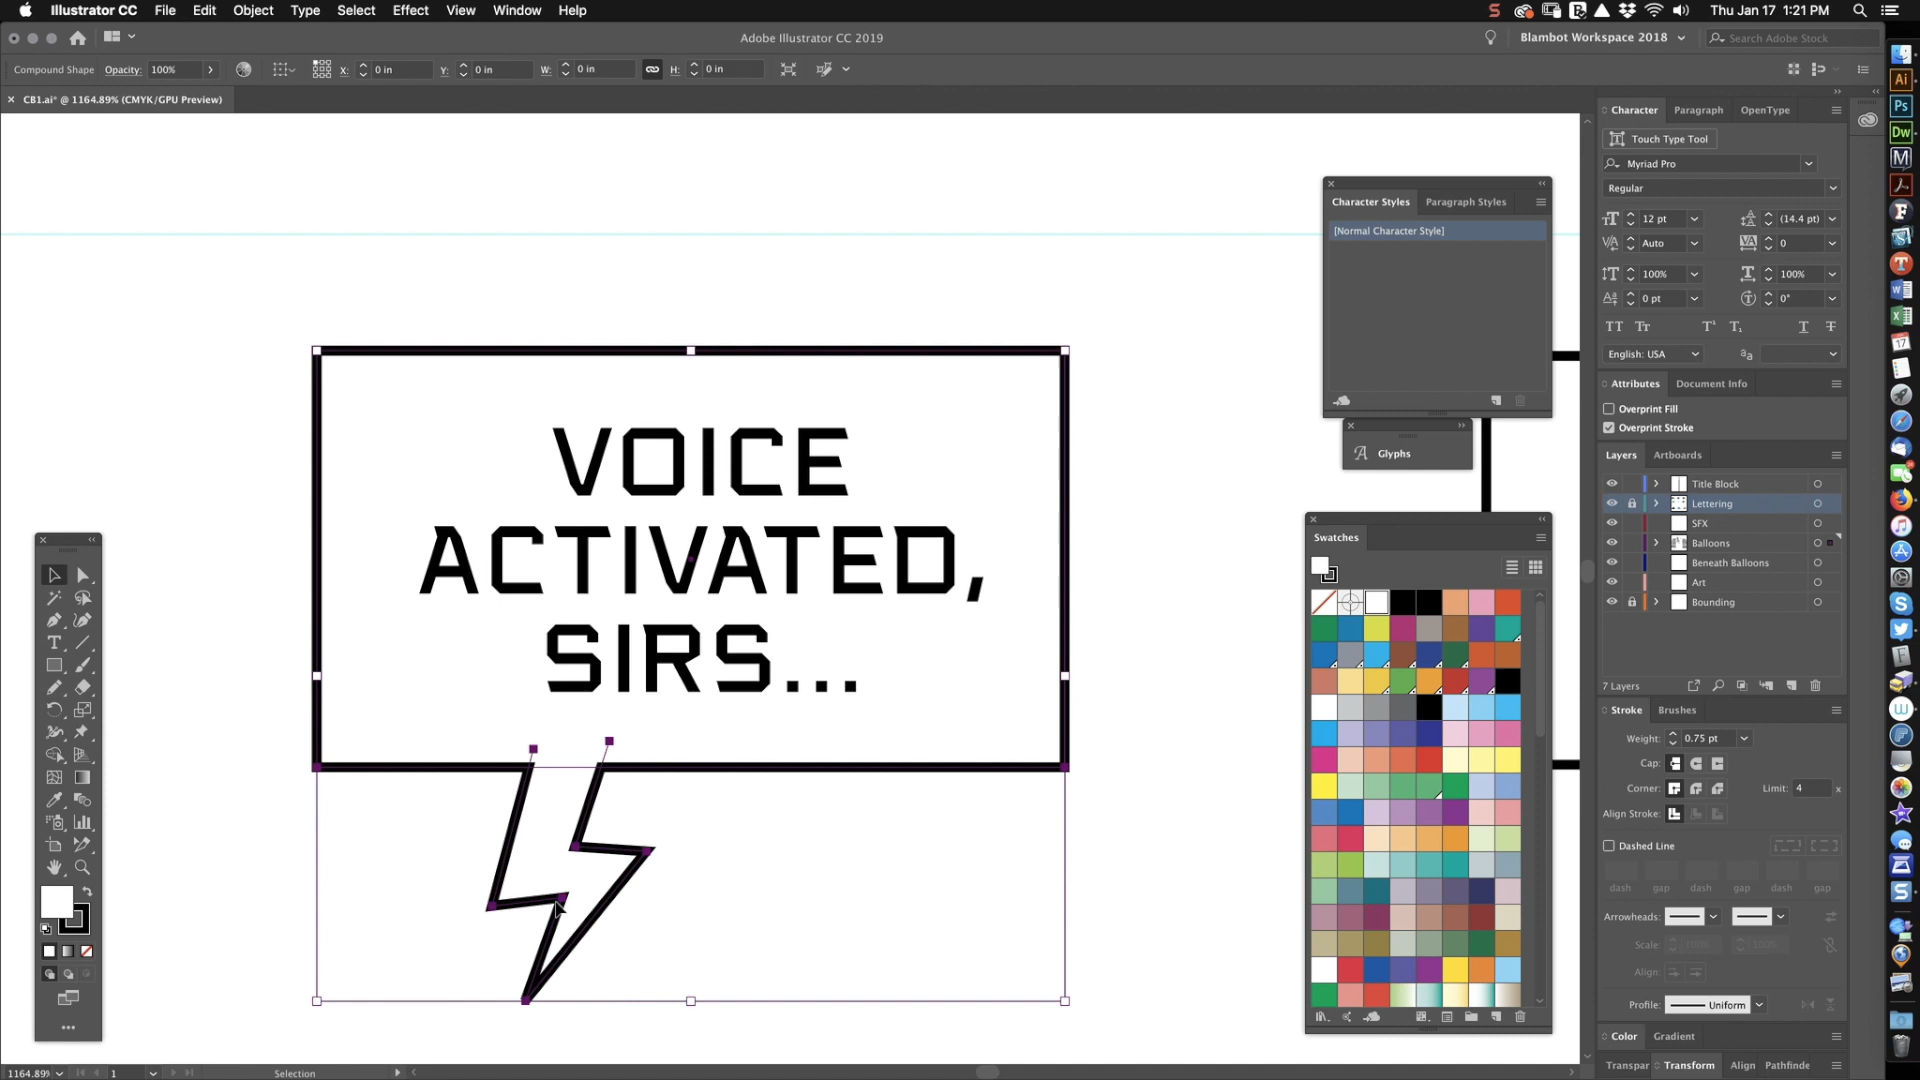 Illustrator CC File Edit Object Type Select Effect View Window Help
Thu Jan 17 1:21 PM
Adobe Illustrator CC 2019
Blambot Workspace 2018
Search Adobe Stock
Compound Shape Opacity: 100% X: 0 in Y: 0 in W: 0 in H: 0 in
CB1.ai* @ 1164.89% (CMYK/GPU Preview)
VOICE
ACTIVATED,
SIRS...
Character Styles Paragraph Styles
[Normal Character Style]
Glyphs
Swatches
Character Paragraph OpenType
Touch Type Tool
Myriad Pro
Regular
12 pt (14.4 pt)
Auto 0
100% 100%
0 pt 0°
English: USA
Attributes Document Info
Overprint Fill
Overprint Stroke
Layers Artboards
Title Block
Lettering
SFX
Balloons
Beneath Balloons
Art
Bounding
7 Layers
Stroke Brushes
Weight: 0.75 pt
Cap:
Corner: Limit: 4 x
Align Stroke:
Dashed Line
dash gap dash gap dash gap
Arrowheads:
Scale: 100% 100%
Align:
Profile: Uniform
Color Gradient
Transpar Transform Align Pathfinde
1164.89% 1 Selection
Ai
Ps
Dw
17